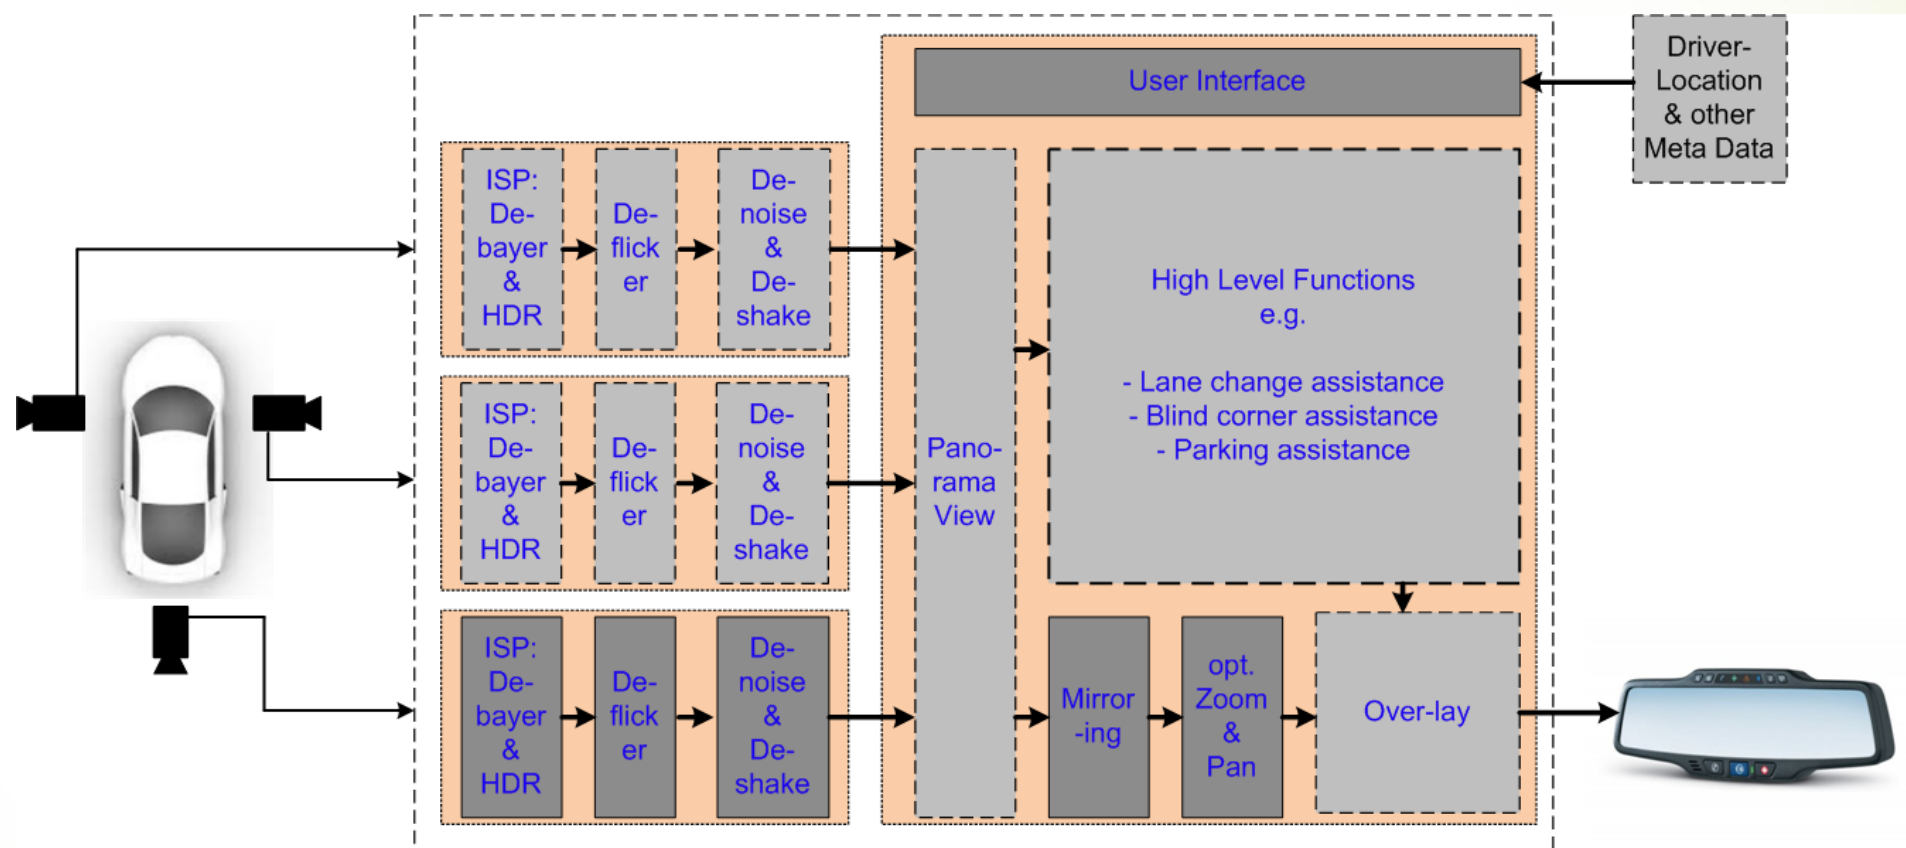 User Interface
Driver-
Location
& other
Meta Data
ISP:
De-
bayer
&
HDR
De-
flick
er
De-
noise
&
De-
shake
ISP:
De-
bayer
&
HDR
De-
flick
er
De-
noise
&
De-
shake
ISP:
De-
bayer
&
HDR
De-
flick
er
De-
noise
&
De-
shake
Pano-
rama
View
High Level Functions
e.g.
- Lane change assistance
- Blind corner assistance
- Parking assistance
Mirror
-ing
opt.
Zoom
&
Pan
Over-lay